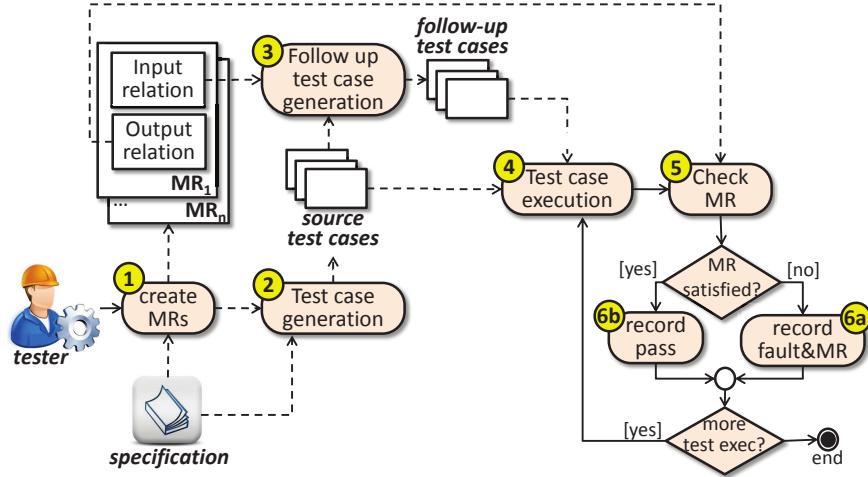 follow-up
test cases
Input
relation
Output
relation
MR1
...
MRn
3
Follow up
test case
generation
source
test cases
4
Test case
execution
5
Check
MR
tester
1
create
MRs
2
Test case
generation
specification
[yes]
MR
satisfied?
[no]
6b
record
pass
6a
record
fault&MR
[yes]
more
test exec?
end